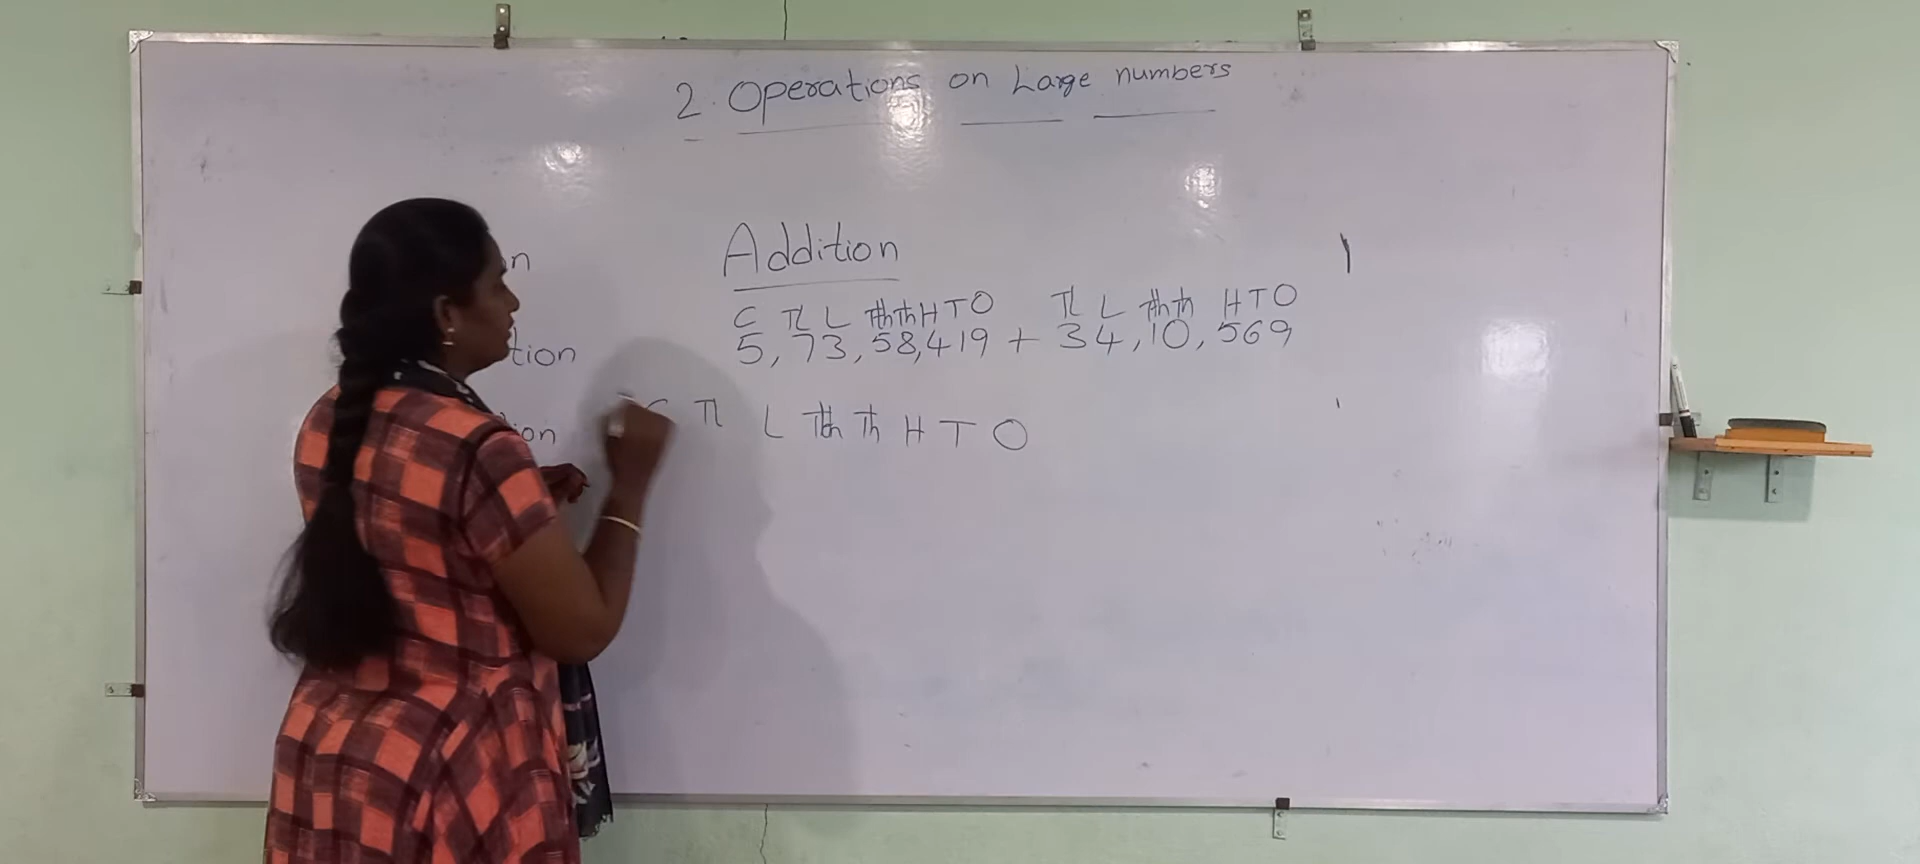 2. Operations on Large numbers
Addition
C TL L TTh Th H T O TL L TTh Th H T O
5,73,58,419 + 34,10,569
C TL L TTh Th H T O